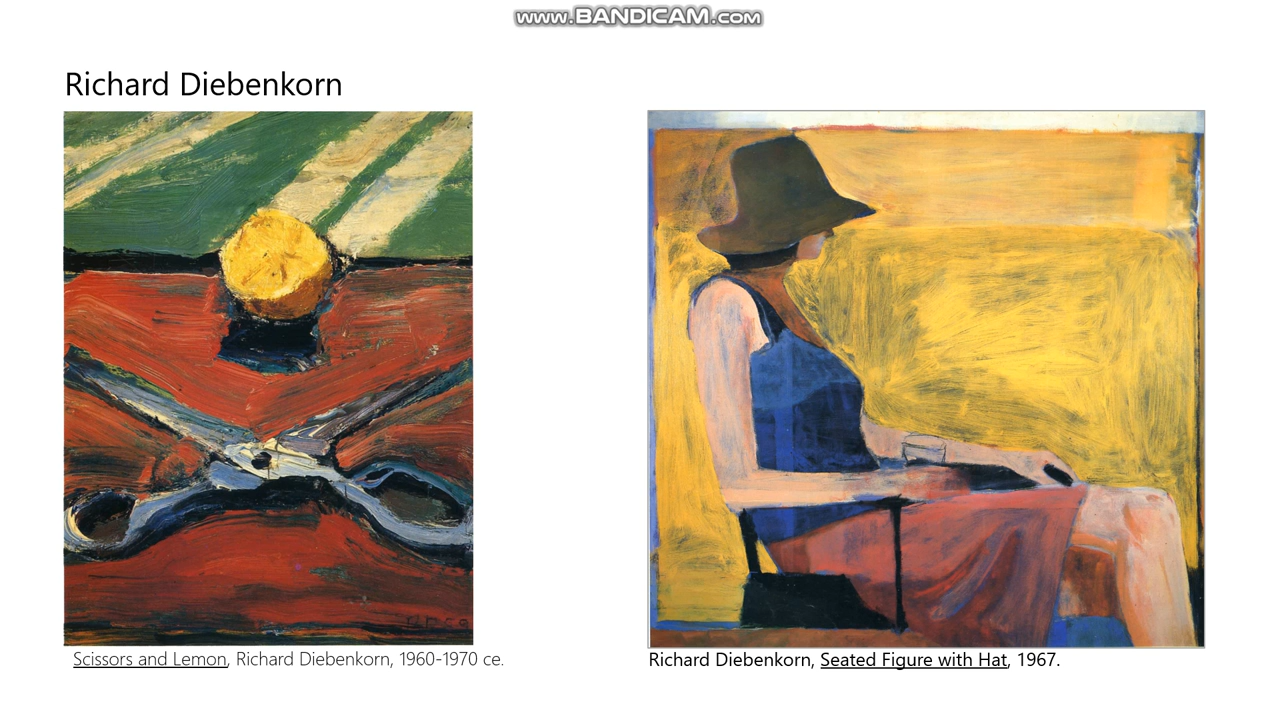 www.BANDICAM.com
Richard Diebenkorn
Scissors and Lemon, Richard Diebenkorn, 1960-1970 ce.
Richard Diebenkorn, Seated Figure with Hat, 1967.